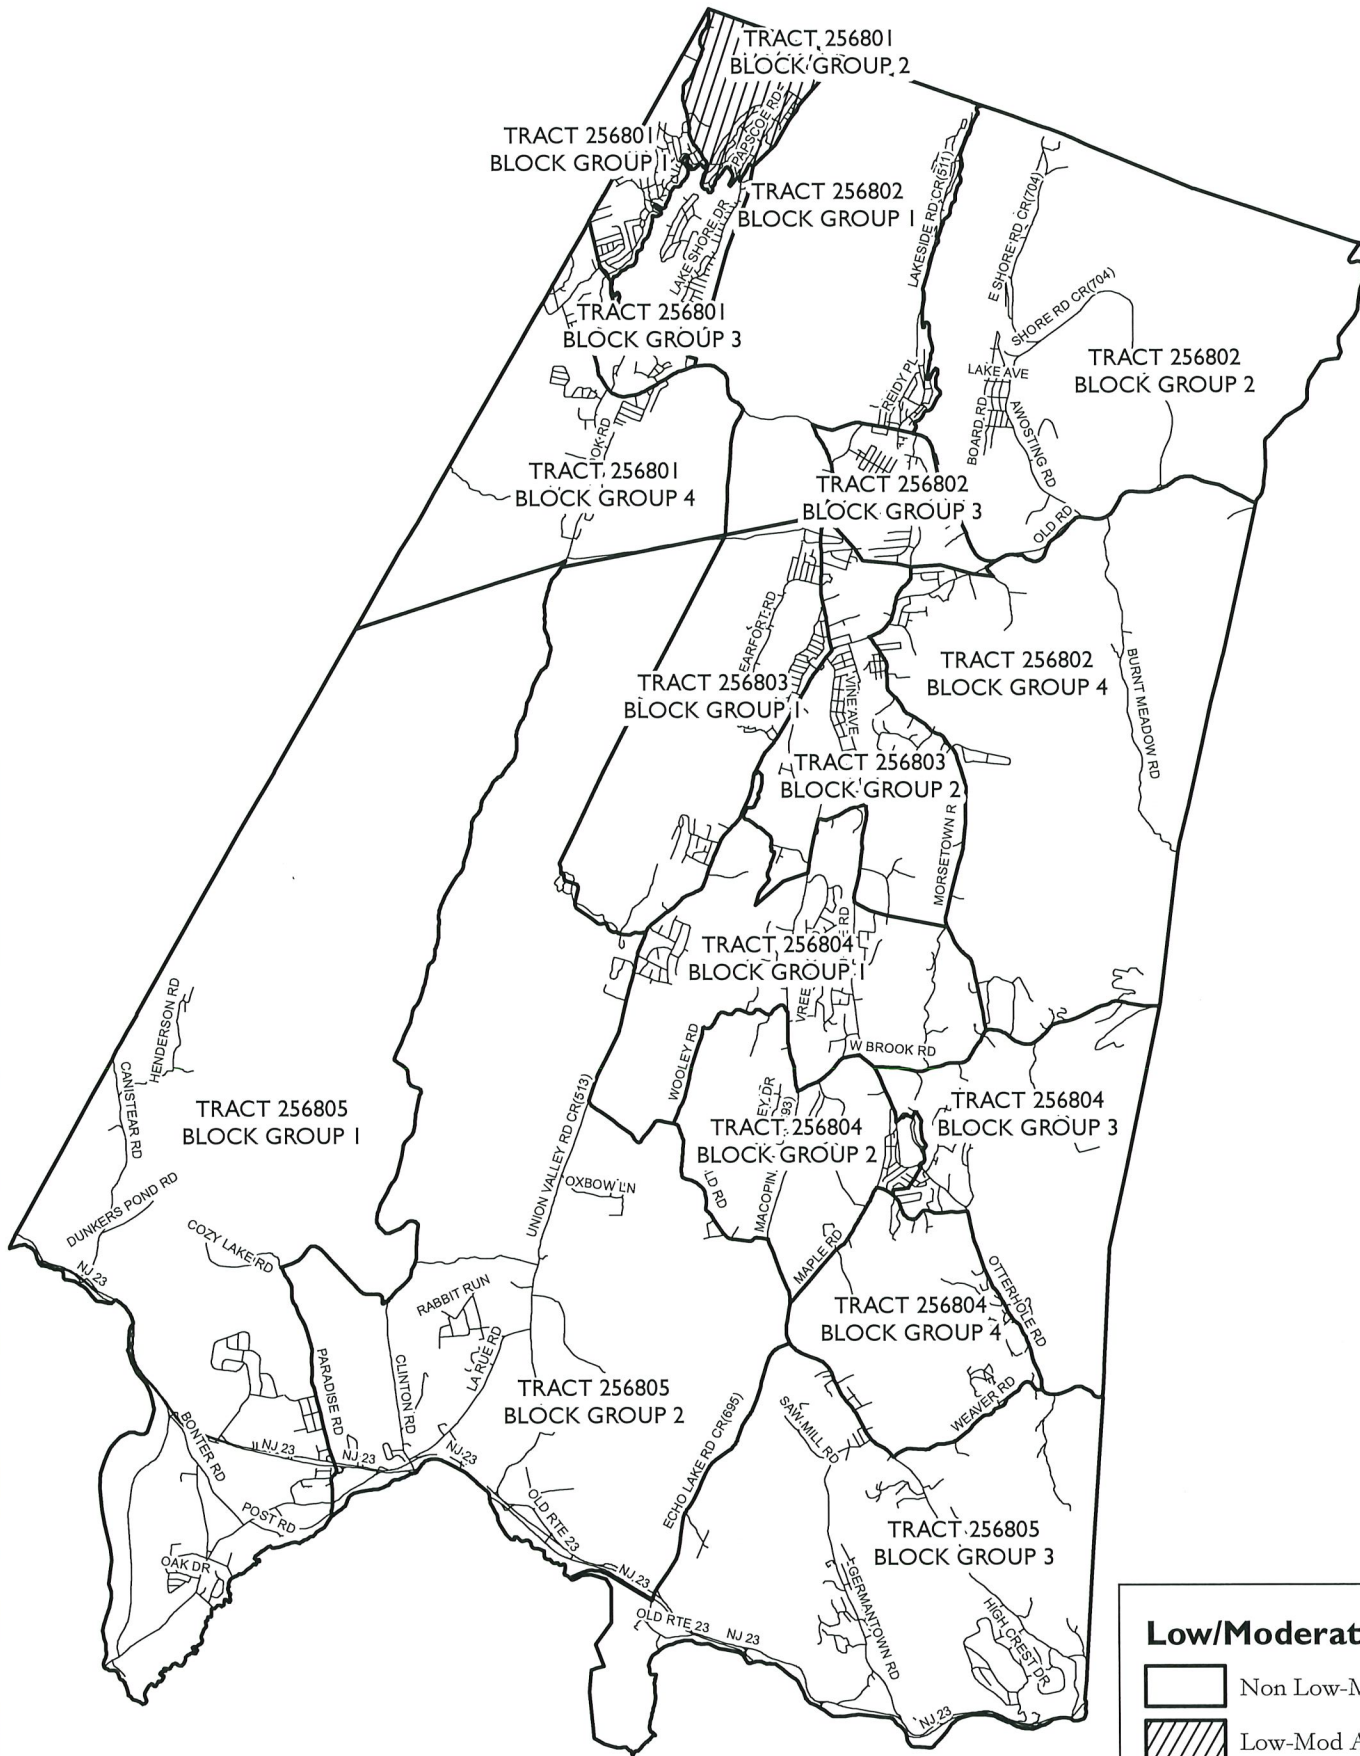 TRACT 256801
BLOCK GROUP 2
TRACT 256801
BLOCK GROUP 1
PAPSCOE RD
TRACT 256802
BLOCK GROUP 1
LAKESIDE RD CR(511)
E SHORE RD CR(704)
LAKE SHORE DR
SHORE RD CR(704)
TRACT 256801
BLOCK GROUP 3
TRACT 256802
BLOCK GROUP 2
LAKE AVE
REIDY PL
BOARD RD
AWOSTING RD
OK RD
TRACT 256801
BLOCK GROUP 4
TRACT 256802
BLOCK GROUP 3
OLD RD
EARFORT RD
TRACT 256802
BLOCK GROUP 4
BURNT MEADOW RD
TRACT 256803
BLOCK GROUP 1
VINE AVE
TRACT 256803
BLOCK GROUP 2
MORSETOWN R
RD
TRACT 256804
BLOCK GROUP 1
VREE
HENDERSON RD
CANISTEAR RD
WOOLEY RD
W BROOK RD
TRACT 256805
BLOCK GROUP 1
UNION VALLEY RD CR(513)
EY DR
93)
TRACT 256804
BLOCK GROUP 3
TRACT 256804
BLOCK GROUP 2
LD RD
MACOPIN
OXBOW LN
DUNKERS POND RD
COZY LAKE RD
NJ 23
MAPLE RD
OTTERHOLE RD
RABBIT RUN
TRACT 256804
BLOCK GROUP 4
LA RUE RD
PARADISE RD
CLINTON RD
TRACT 256805
BLOCK GROUP 2
WEAVER RD
ECHO LAKE RD CR(695)
SAW MILL RD
BONTER RD
NJ 23
NJ 23
NJ 23
POST RD
OLD RTE 23
TRACT 256805
BLOCK GROUP 3
OAK DR
NJ 23
GERMANTOWN RD
HIGH CREST DR
OLD RTE 23
NJ 23
NJ 23
Low/Moderat
Non Low-M
Low-Mod A